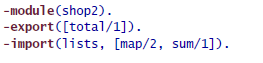 -module(shop2).
-export([total/1]).
-import(lists, [map/2, sum/1]).